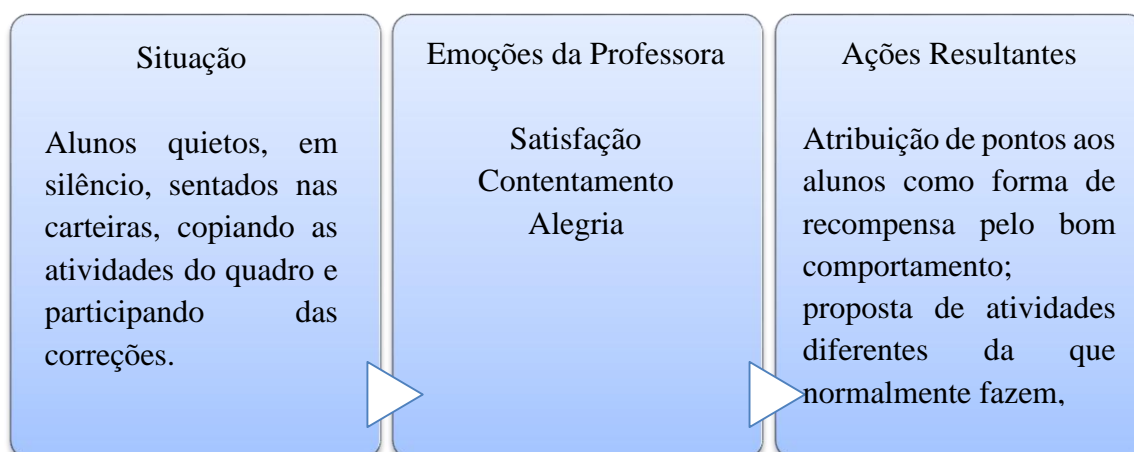 Situação
Alunos quietos, em
silêncio, sentados nas
carteiras, copiando as
atividades do quadro e
participando das
correções.
Emoções da Professora
Satisfação
Contentamento
Alegria
Ações Resultantes
Atribuição de pontos aos
alunos como forma de
recompensa pelo bom
comportamento;
proposta de atividades
diferentes da que
normalmente fazem,